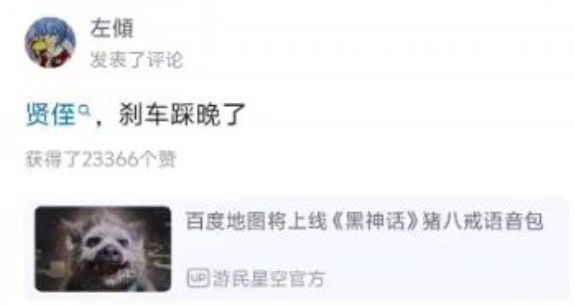 左傾
发表了评论
贤侄，刹车踩晚了
获得了23366个赞
百度地图将上线《黑神话》猪八戒语音包
UP 游民星空官方